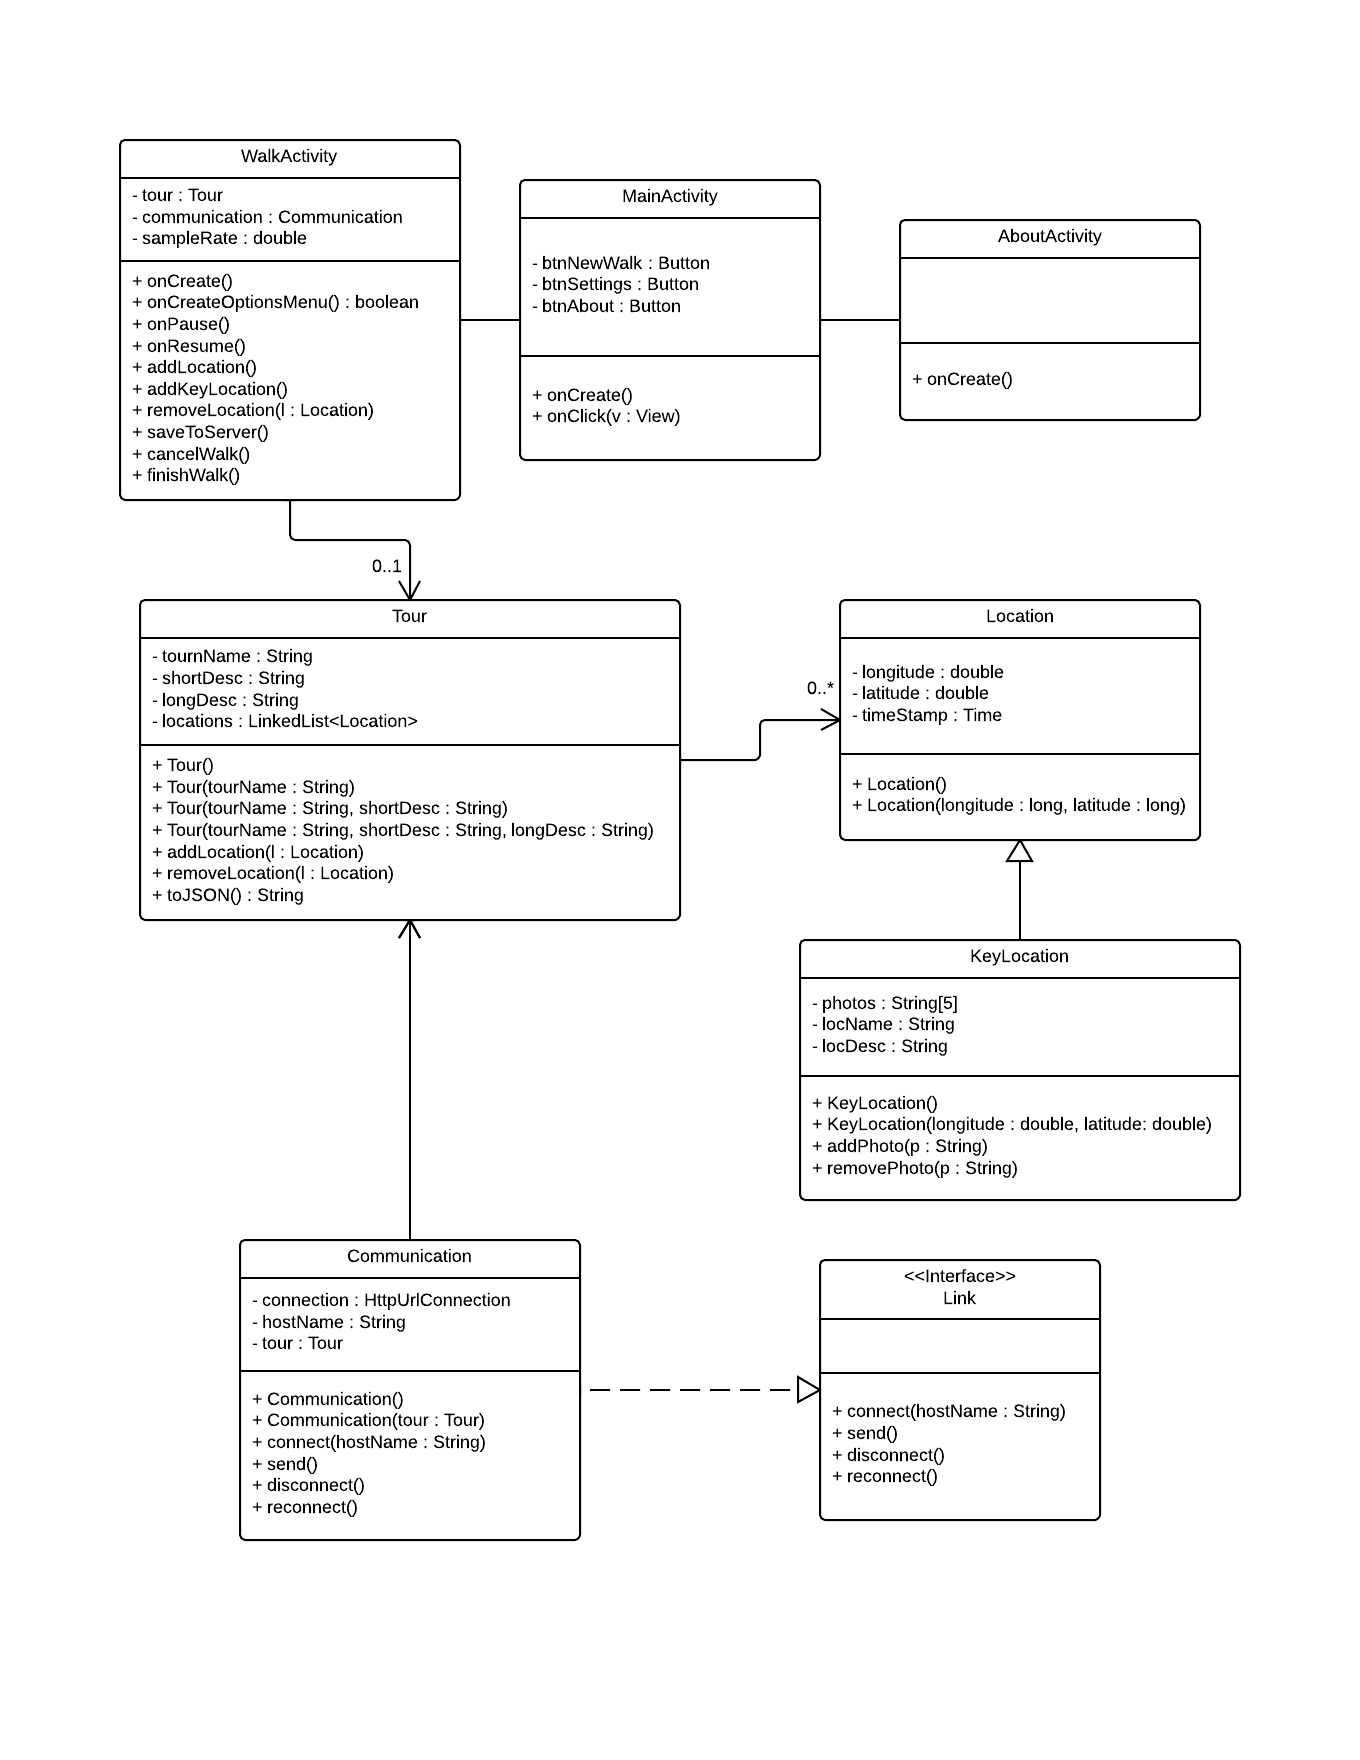 WalkActivity
- tour : Tour
- communication : Communication
- sampleRate : double
+ onCreate()
+ onCreateOptionsMenu() : boolean
+ onPause()
+ onResume()
+ addLocation()
+ addKeyLocation()
+ removeLocation(l : Location)
+ saveToServer()
+ cancelWalk()
+ finishWalk()
MainActivity
- btnNewWalk : Button
- btnSettings : Button
- btnAbout : Button
+ onCreate()
+ onClick(v : View)
AboutActivity
+ onCreate()
0..1
Tour
- tournName : String
- shortDesc : String
- longDesc : String
- locations : LinkedList<Location>
+ Tour()
+ Tour(tourName : String)
+ Tour(tourName : String, shortDesc : String)
+ Tour(tourName : String, shortDesc : String, longDesc : String)
+ addLocation(l : Location)
+ removeLocation(l : Location)
+ toJSON() : String
0..*
Location
- longitude : double
- latitude : double
- timeStamp : Time
+ Location()
+ Location(longitude : long, latitude : long)
KeyLocation
- photos : String[5]
- locName : String
- locDesc : String
+ KeyLocation()
+ KeyLocation(longitude : double, latitude: double)
+ addPhoto(p : String)
+ removePhoto(p : String)
Communication
- connection : HttpUrlConnection
- hostName : String
- tour : Tour
+ Communication()
+ Communication(tour : Tour)
+ connect(hostName : String)
+ send()
+ disconnect()
+ reconnect()
<<Interface>>
Link
+ connect(hostName : String)
+ send()
+ disconnect()
+ reconnect()